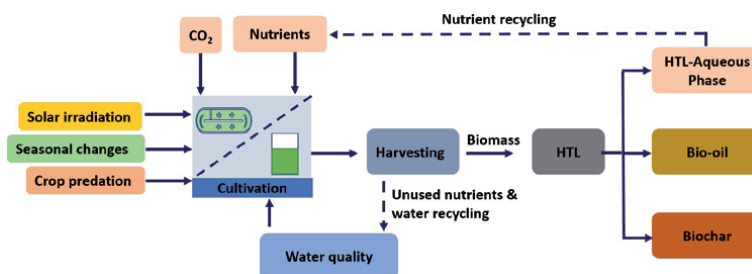 Nutrient recycling
CO₂
Nutrients
HTL-Aqueous
Phase
Solar irradiation
Seasonal changes
Crop predation
Cultivation
Harvesting
Biomass
HTL
Bio-oil
Unused nutrients &
water recycling
Water quality
Biochar